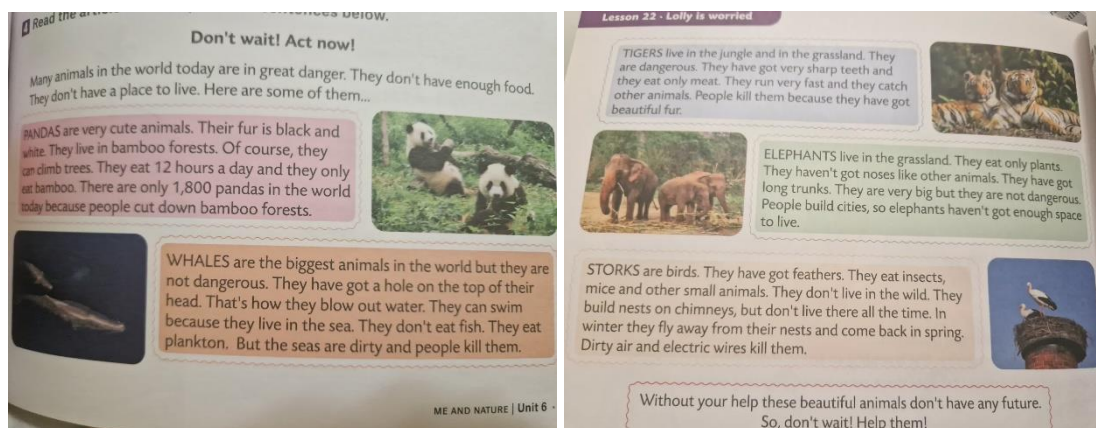 4 Read the
below.
Don't wait! Act now!
Many animals in the world today are in great danger. They don't have enough food.
They don't have a place to live. Here are some of them...
PANDAS are very cute animals. Their fur is black and
white. They live in bamboo forests. Of course, they
can climb trees. They eat 12 hours a day and they only
eat bamboo. There are only 1,800 pandas in the world
today because people cut down bamboo forests.
WHALES are the biggest animals in the world but they are
not dangerous. They have got a hole on the top of their
head. That's how they blow out water. They can swim
because they live in the sea. They don't eat fish. They eat
plankton. But the seas are dirty and people kill them.
ME AND NATURE | Unit 6
Lesson 22 - Lolly is worried
TIGERS live in the jungle and in the grassland. They
are dangerous. They have got very sharp teeth and
they eat only meat. They run very fast and they catch
other animals. People kill them because they have got
beautiful fur.
ELEPHANTS live in the grassland. They eat only plants.
They haven't got noses like other animals. They have got
long trunks. They are very big but they are not dangerous.
People build cities, so elephants haven't got enough space
to live.
STORKS are birds. They have got feathers. They eat insects,
mice and other small animals. They don't live in the wild. They
build nests on chimneys, but don't live there all the time. In
winter they fly away from their nests and come back in spring.
Dirty air and electric wires kill them.
Without your help these beautiful animals don't have any future.
So, don't wait! Help them!